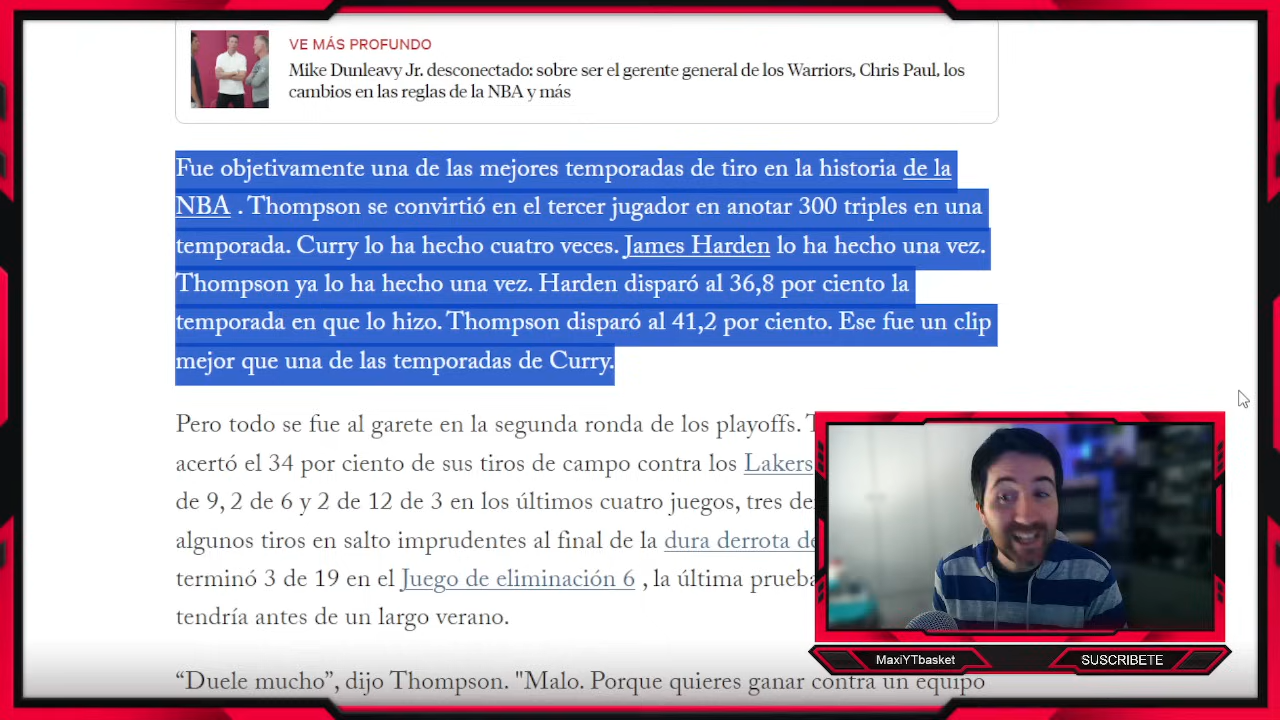 VE MÁS PROFUNDO
Mike Dunleavy Jr. desconectado: sobre ser el gerente general de los Warriors, Chris Paul, los
cambios en las reglas de la NBA y más
Fue objetivamente una de las mejores temporadas de tiro en la historia de la
NBA . Thompson se convirtió en el tercer jugador en anotar 300 triples en una
temporada. Curry lo ha hecho cuatro veces. James Harden lo ha hecho una vez.
Thompson ya lo ha hecho una vez. Harden disparó al 36,8 por ciento la
temporada en que lo hizo. Thompson disparó al 41,2 por ciento. Ese fue un clip
mejor que una de las temporadas de Curry.
Pero todo se fue al garete en la segunda ronda de los playoffs.
acertó el 34 por ciento de sus tiros de campo contra los Lakers
de 9, 2 de 6 y 2 de 12 de 3 en los últimos cuatro juegos, tres
algunos tiros en salto imprudentes al final de la dura derrota
terminó 3 de 19 en el Juego de eliminación 6 , la última prueba
tendría antes de un largo verano.
“Duele mucho”, dijo Thompson. "Malo. Porque quieres ganar contra un equipo
MaxiYTbasket
SUSCRIBETE